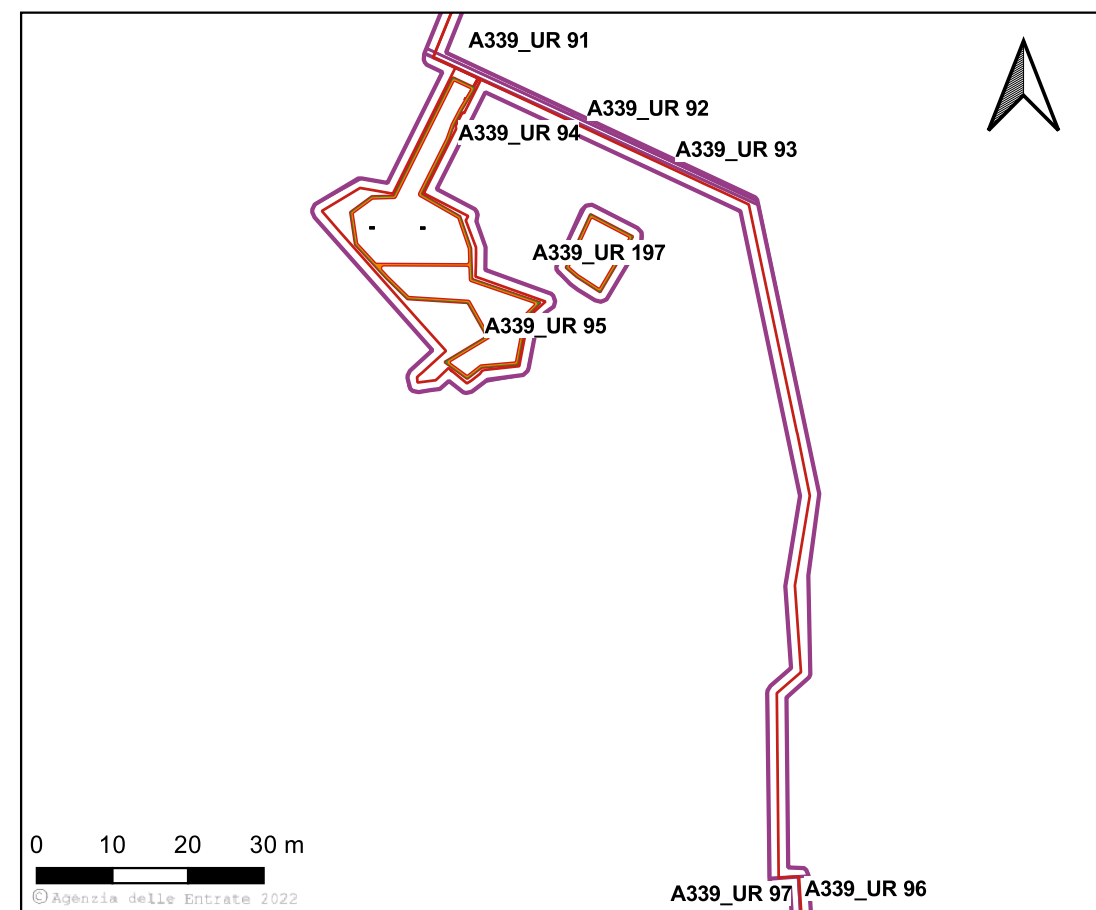 A339_UR 91
A339_UR 92
A339_UR 94
A339_UR 93
A339_UR 197
A339_UR 95
0 10 20 30 m
© Agenzia delle Entrate 2022
A339_UR 97
A339_UR 96